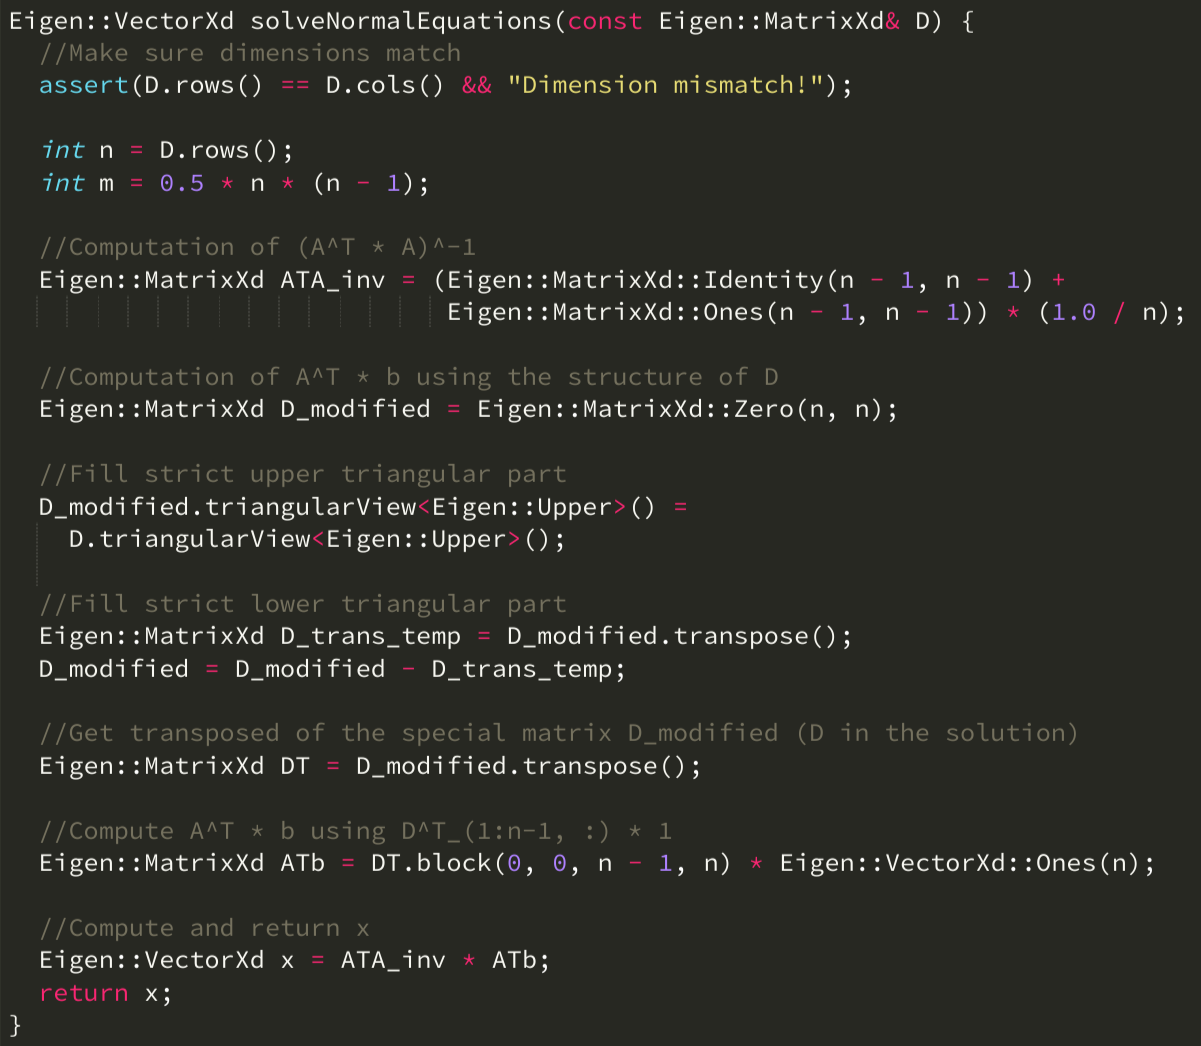 Eigen::VectorXd solveNormalEquations(const Eigen::MatrixXd& D) {
  //Make sure dimensions match
  assert(D.rows() == D.cols() && "Dimension mismatch!");

  int n = D.rows();
  int m = 0.5 * n * (n - 1);

  //Computation of (A^T * A)^-1
  Eigen::MatrixXd ATA_inv = (Eigen::MatrixXd::Identity(n - 1, n - 1) +
                             Eigen::MatrixXd::Ones(n - 1, n - 1)) * (1.0 / n);

  //Computation of A^T * b using the structure of D
  Eigen::MatrixXd D_modified = Eigen::MatrixXd::Zero(n, n);

  //Fill strict upper triangular part
  D_modified.triangularView<Eigen::Upper>() =
    D.triangularView<Eigen::Upper>();

  //Fill strict lower triangular part
  Eigen::MatrixXd D_trans_temp = D_modified.transpose();
  D_modified = D_modified - D_trans_temp;

  //Get transposed of the special matrix D_modified (D in the solution)
  Eigen::MatrixXd DT = D_modified.transpose();

  //Compute A^T * b using D^T_(1:n-1, :) * 1
  Eigen::MatrixXd ATb = DT.block(0, 0, n - 1, n) * Eigen::VectorXd::Ones(n);

  //Compute and return x
  Eigen::VectorXd x = ATA_inv * ATb;
  return x;
}